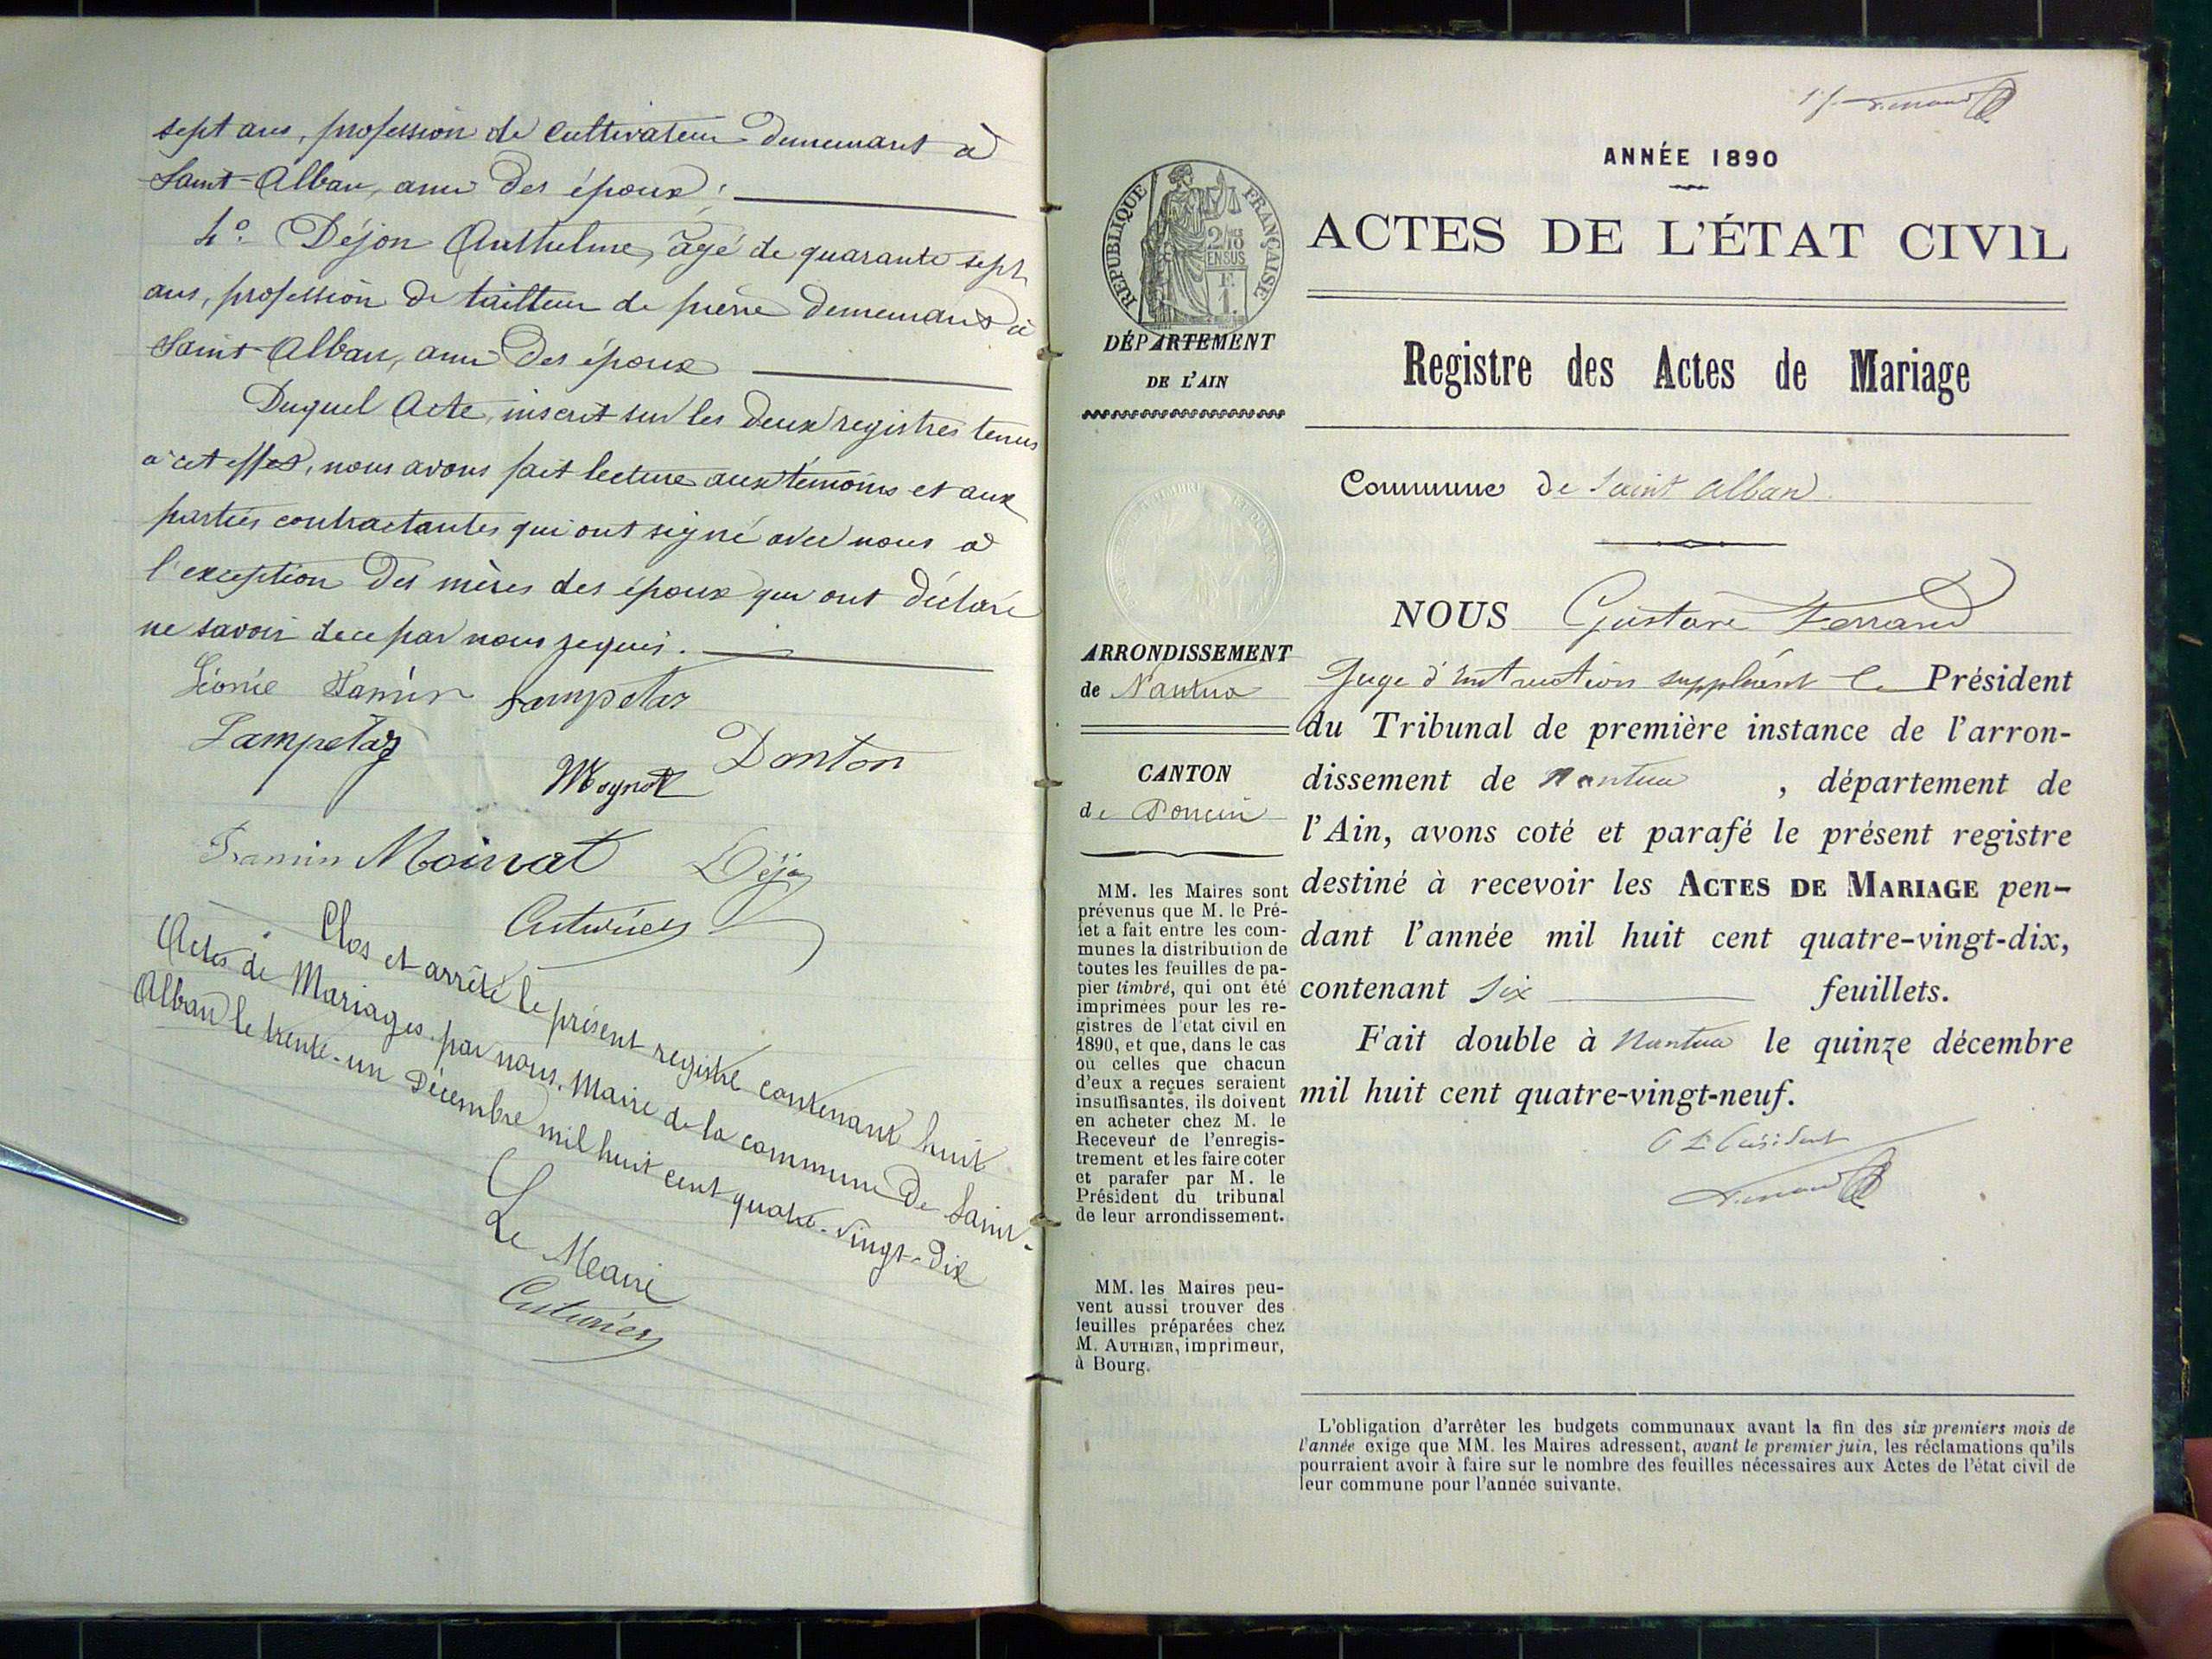 sept ans, profession de cultivateur demeurant à
Saint-Alban, ami des époux ;
4° Déjon Anthelme, âgé de quarante sept
ans, profession de tailleur de pierre demeurant à
Saint-Alban, ami des époux
Duquel Acte, inscrit sur les deux registres tenus
à cet effet, nous avons fait lecture aux témoins et aux
parties contractantes qui ont signé avec nous à
l'exception des mères des époux qui ont déclaré
ne savoir de ce par nous requis.
Léonie
Danton
Moynot
Moinat
Clos et arrêté le présent registre contenant huit
Actes de Mariages par nous, Maire de la commune de Saint-
Alban le trente-un Décembre mil huit cent quatre-vingt-dix
Le Maire
ANNÉE 1890
ACTES DE L'ÉTAT CIVIL
Registre des Actes de Mariage
Commune de Saint Alban
RÉPUBLIQUE FRANÇAISE
DÉPARTEMENT
DE L'AIN
ARRONDISSEMENT
de Nantua
CANTON
de Poncin
MM. les Maires sont
prévenus que M. le Pré-
fet a fait entre les com-
munes la distribution de
toutes les feuilles de pa-
pier timbré, qui ont été
imprimées pour les re-
gistres de l'état civil en
1890, et que, dans le cas
où celles que chacun
d'eux a reçues seraient
insuffisantes, ils doivent
en acheter chez M. le
Receveur de l'enregis-
trement et les faire coter
et parafer par M. le
Président du tribunal
de leur arrondissement.
MM. les Maires peu-
vent aussi trouver des
feuilles préparées chez
M. AUTHIER, imprimeur,
à Bourg.
NOUS Gustave Ferrand
Juge d'instruction suppléant le Président
du Tribunal de première instance de l'arron-
dissement de Nantua , département de
l'Ain, avons coté et parafé le présent registre
destiné à recevoir les ACTES DE MARIAGE pen-
dant l'année mil huit cent quatre-vingt-dix,
contenant Six feuillets.
Fait double à Nantua le quinze décembre
mil huit cent quatre-vingt-neuf.
L'obligation d'arrêter les budgets communaux avant la fin des six premiers mois de
l'année exige que MM. les Maires adressent, avant le premier juin, les réclamations qu'ils
pourraient avoir à faire sur le nombre des feuilles nécessaires aux Actes de l'état civil de
leur commune pour l'année suivante.